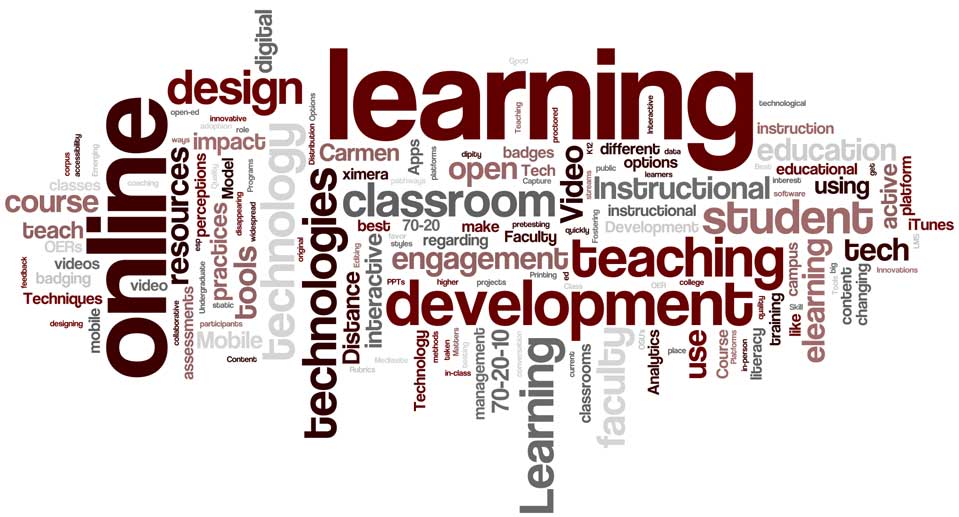 digital
learning
Good
design
technological
open-ed
innovative
Options
Teaching
proctored
Interactive
adoption
role
online
technology
Distribution
instruction
corpus
accessibility
Emerging
ways
impact
Carmen
Apps
platforms
dipity
badges
Video
K12
different
data
education
classes
coaching
resources
perceptions
Quality
Model
Programs
ximera
open
Tech
options
public
learners
Best
educational
get
pathways
Capture
streams
Instructional
interest
software
using
active
platform
course
technologies
classroom
instructional
student
teach
OERs
esp
practices
disappearing
widespread
original
best
70-20
make
pretesting
Faculty
quickly
Fostering
Development
iTunes
LMS
feedback
videos
badging
video
tools
Editing
favor
styles
regarding
interactive
engagement
teaching
campus
elearning
tech
Tools
big
Innovations
Techniques
Undergraduate
static
Distance
PPTs
higher
projects
Printing
ed
Class
OER
college
quality
training
like
Skill
content
changing
designing
mobile
collaborative
assessments
participants
Mobile
Content
development
Rubrics
Mediasite
Technology
methods
taken
Matters
in-class
management
70-20-10
conversation
Learning
current
classrooms
faculty
OSU's
Analytics
place
use
Course
Platforms
in-person
literacy